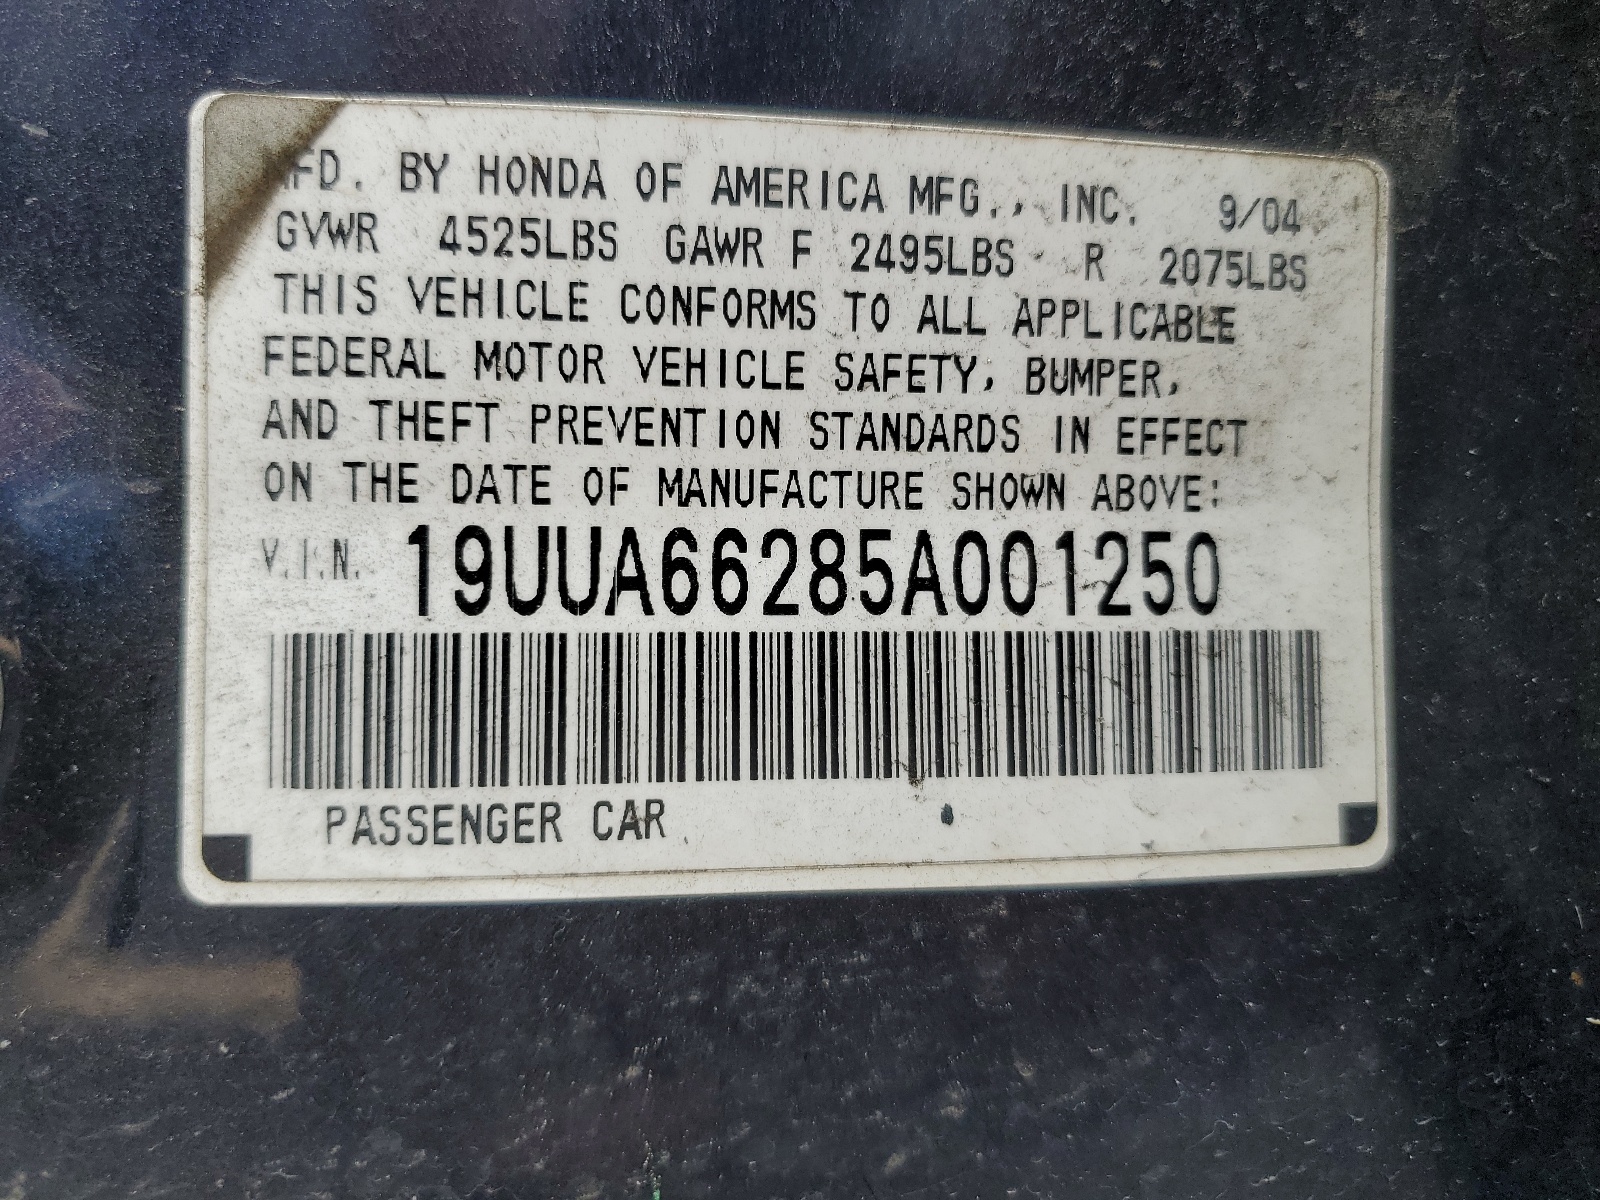 MFD. BY HONDA OF AMERICA MFG., INC. 9/04
GVWR 4525LBS GAWR F 2495LBS R 2075LBS
THIS VEHICLE CONFORMS TO ALL APPLICABLE
FEDERAL MOTOR VEHICLE SAFETY, BUMPER,
AND THEFT PREVENTION STANDARDS IN EFFECT
ON THE DATE OF MANUFACTURE SHOWN ABOVE:
V.I.N. 19UUA66285A001250
PASSENGER CAR